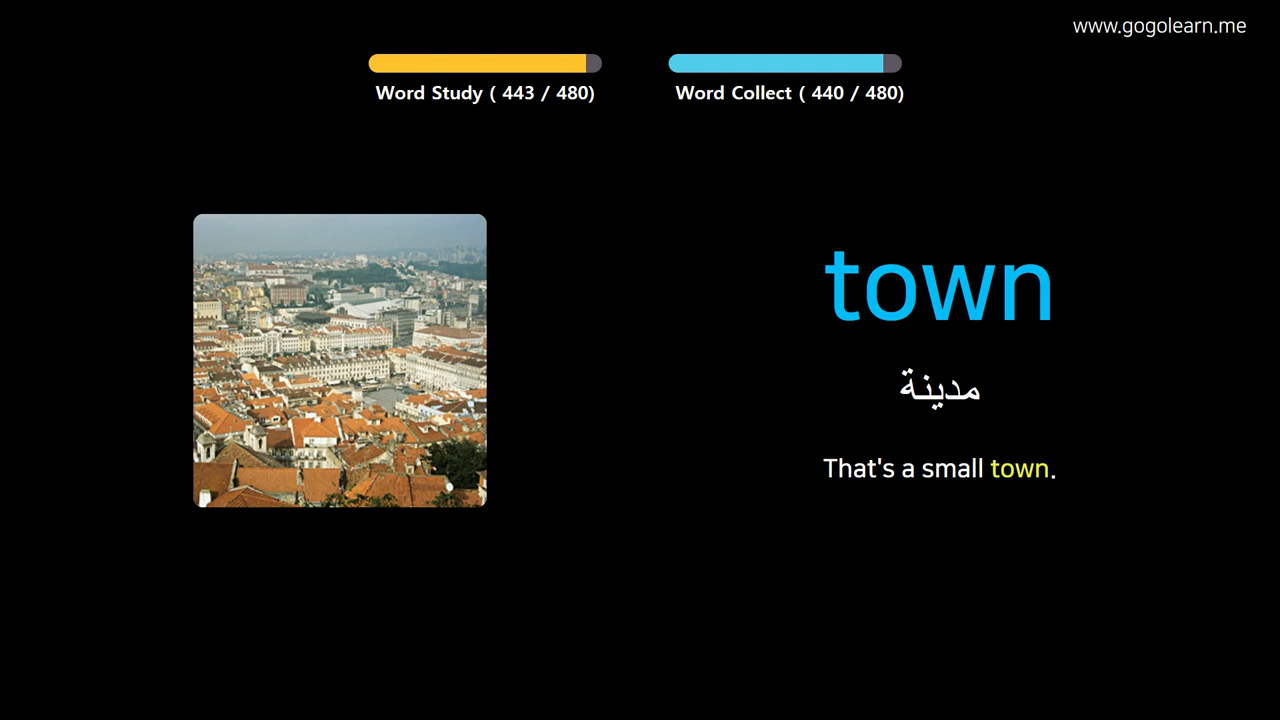 www.gogolearn.me
Word Study ( 443 / 480)
Word Collect ( 440 / 480)
town
مدينة
That's a small town.